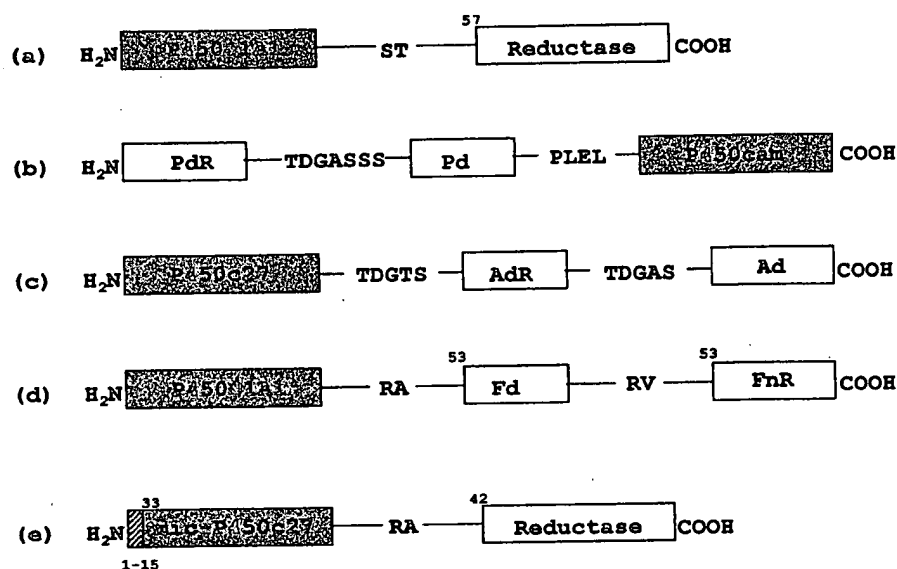 57
(a) H2N P450 1A1 ST Reductase COOH
(b) H2N PdR TDGASSS Pd PLEL P450cam COOH
(c) H2N P450c27 TDGTS AdR TDGAS Ad COOH
53 53
(d) H2N P450 1A1 RA Fd RV FnR COOH
33 42
(e) H2N mic-P450c27 RA Reductase COOH
1-15